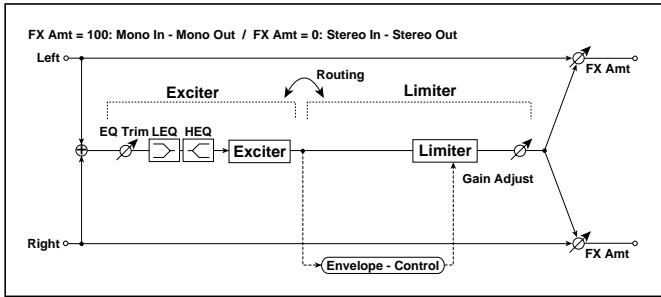 FX Amt = 100: Mono In - Mono Out / FX Amt = 0: Stereo In - Stereo Out
Left
FX Amt
Routing
Exciter
Limiter
EQ Trim
LEQ
HEQ
Exciter
Limiter
Gain Adjust
Right
FX Amt
Envelope - Control